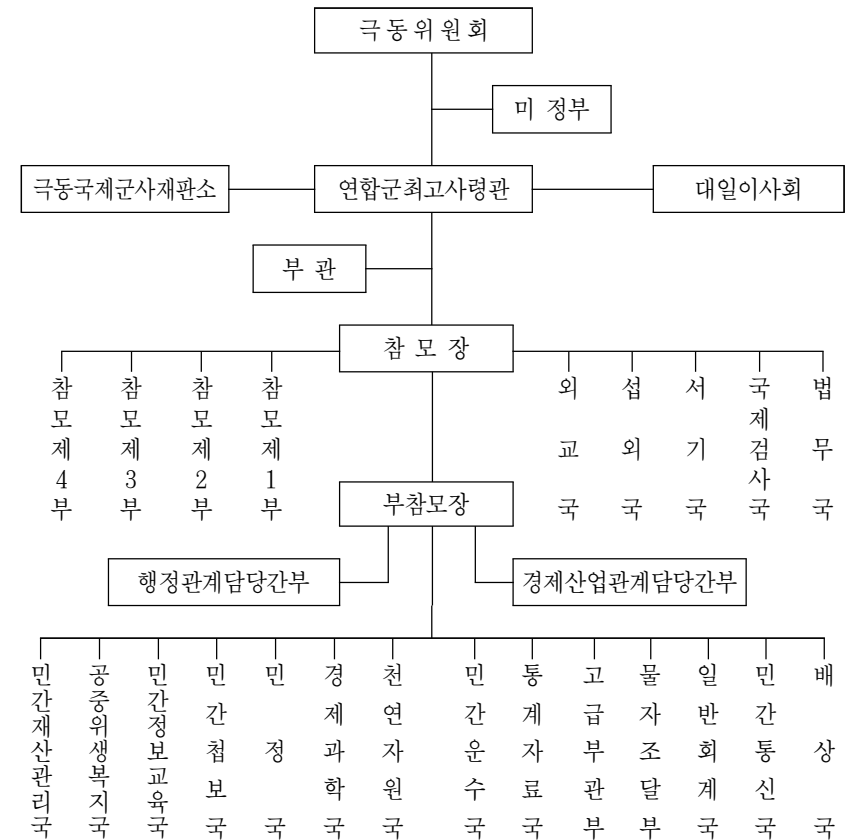 극동위원회
미 정부
극동국제군사재판소
연합군최고사령관
대일이사회
부 관
참 모 장
참모제4부
참모제3부
참모제2부
참모제1부
외 교 국
섭 외 국
서 기 국
국제검사국
법 무 국
부참모장
행정관계담당간부
경제산업관계담당간부
민간재산관리국
공중위생복지국
민간정보교육국
민간첩보국
민 정 국
경제과학국
천연자원국
민간운수국
통계자료국
고급부관부
물자조달부
일반회계국
민간통신국
배 상 국